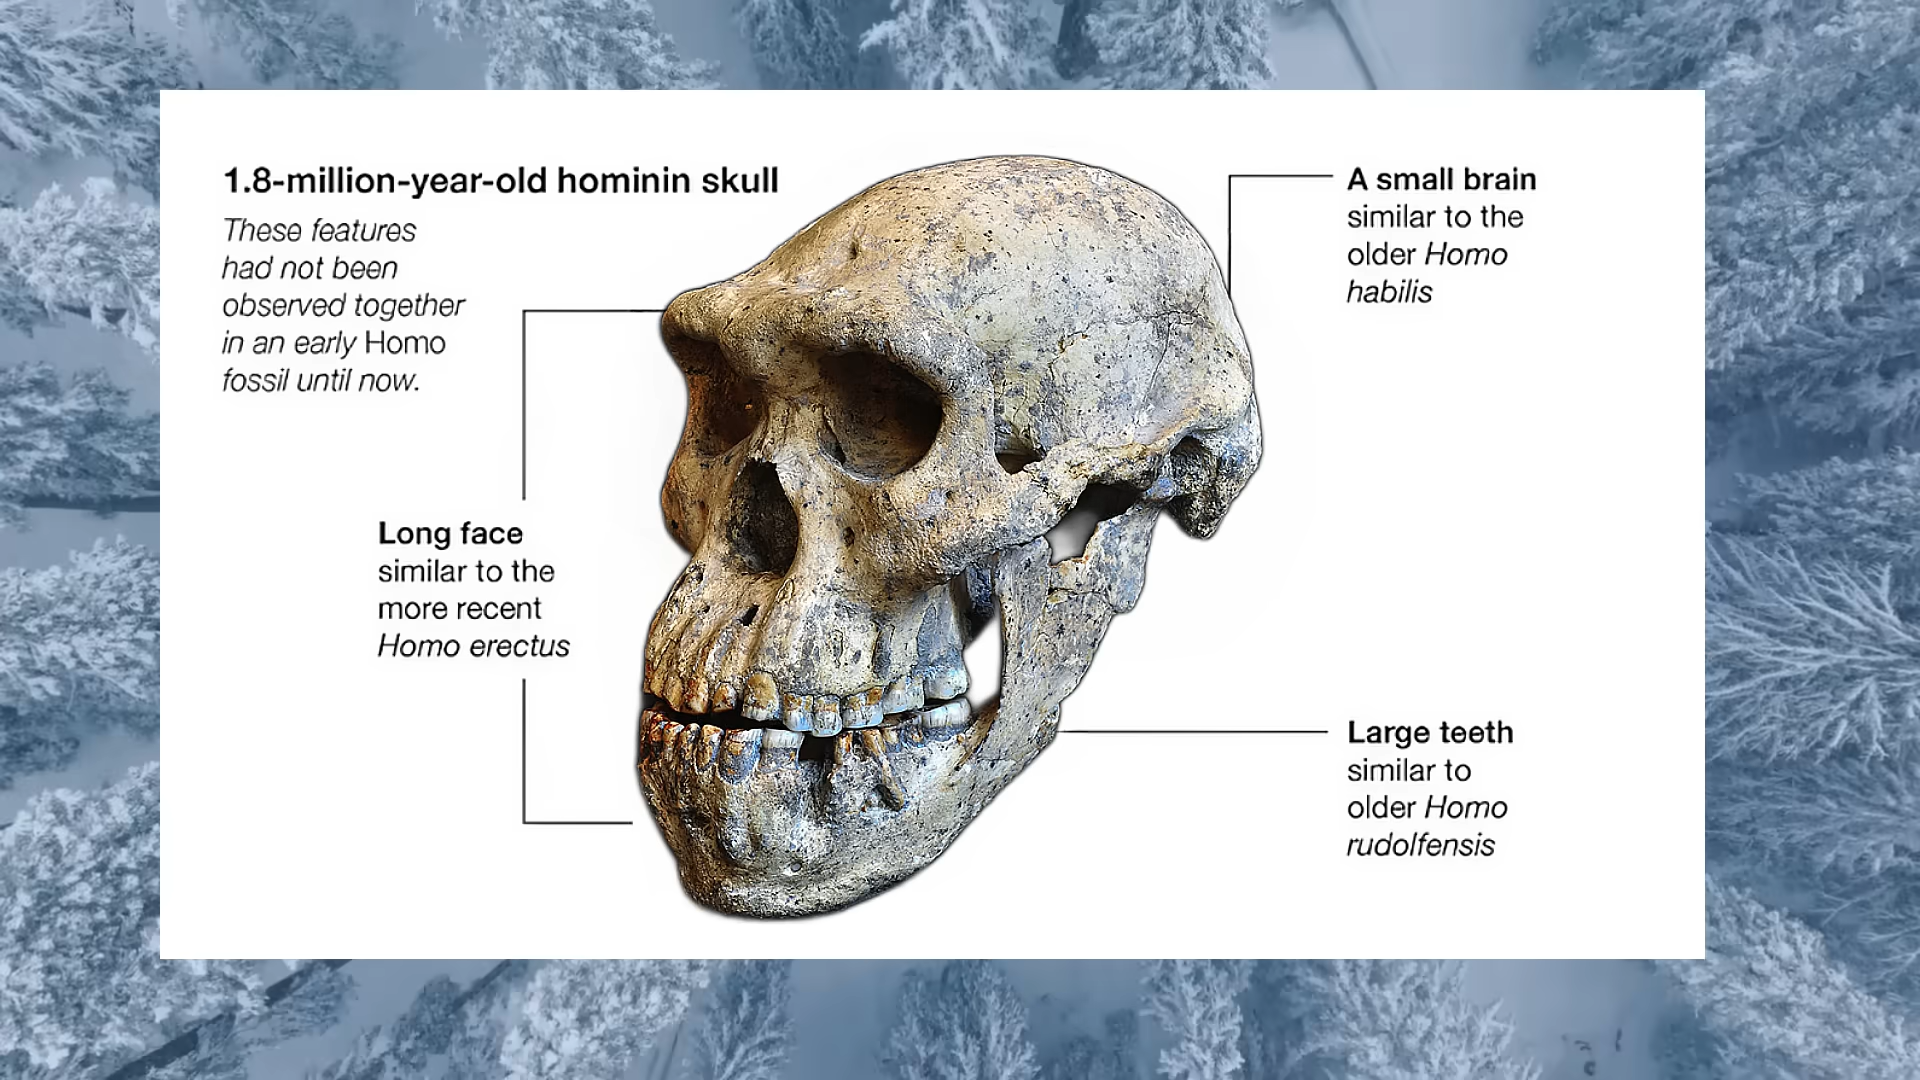 1.8-million-year-old hominin skull
These features
had not been
observed together
in an early Homo
fossil until now.
A small brain
similar to the
older Homo
habilis
Long face
similar to the
more recent
Homo erectus
Large teeth
similar to
older Homo
rudolfensis